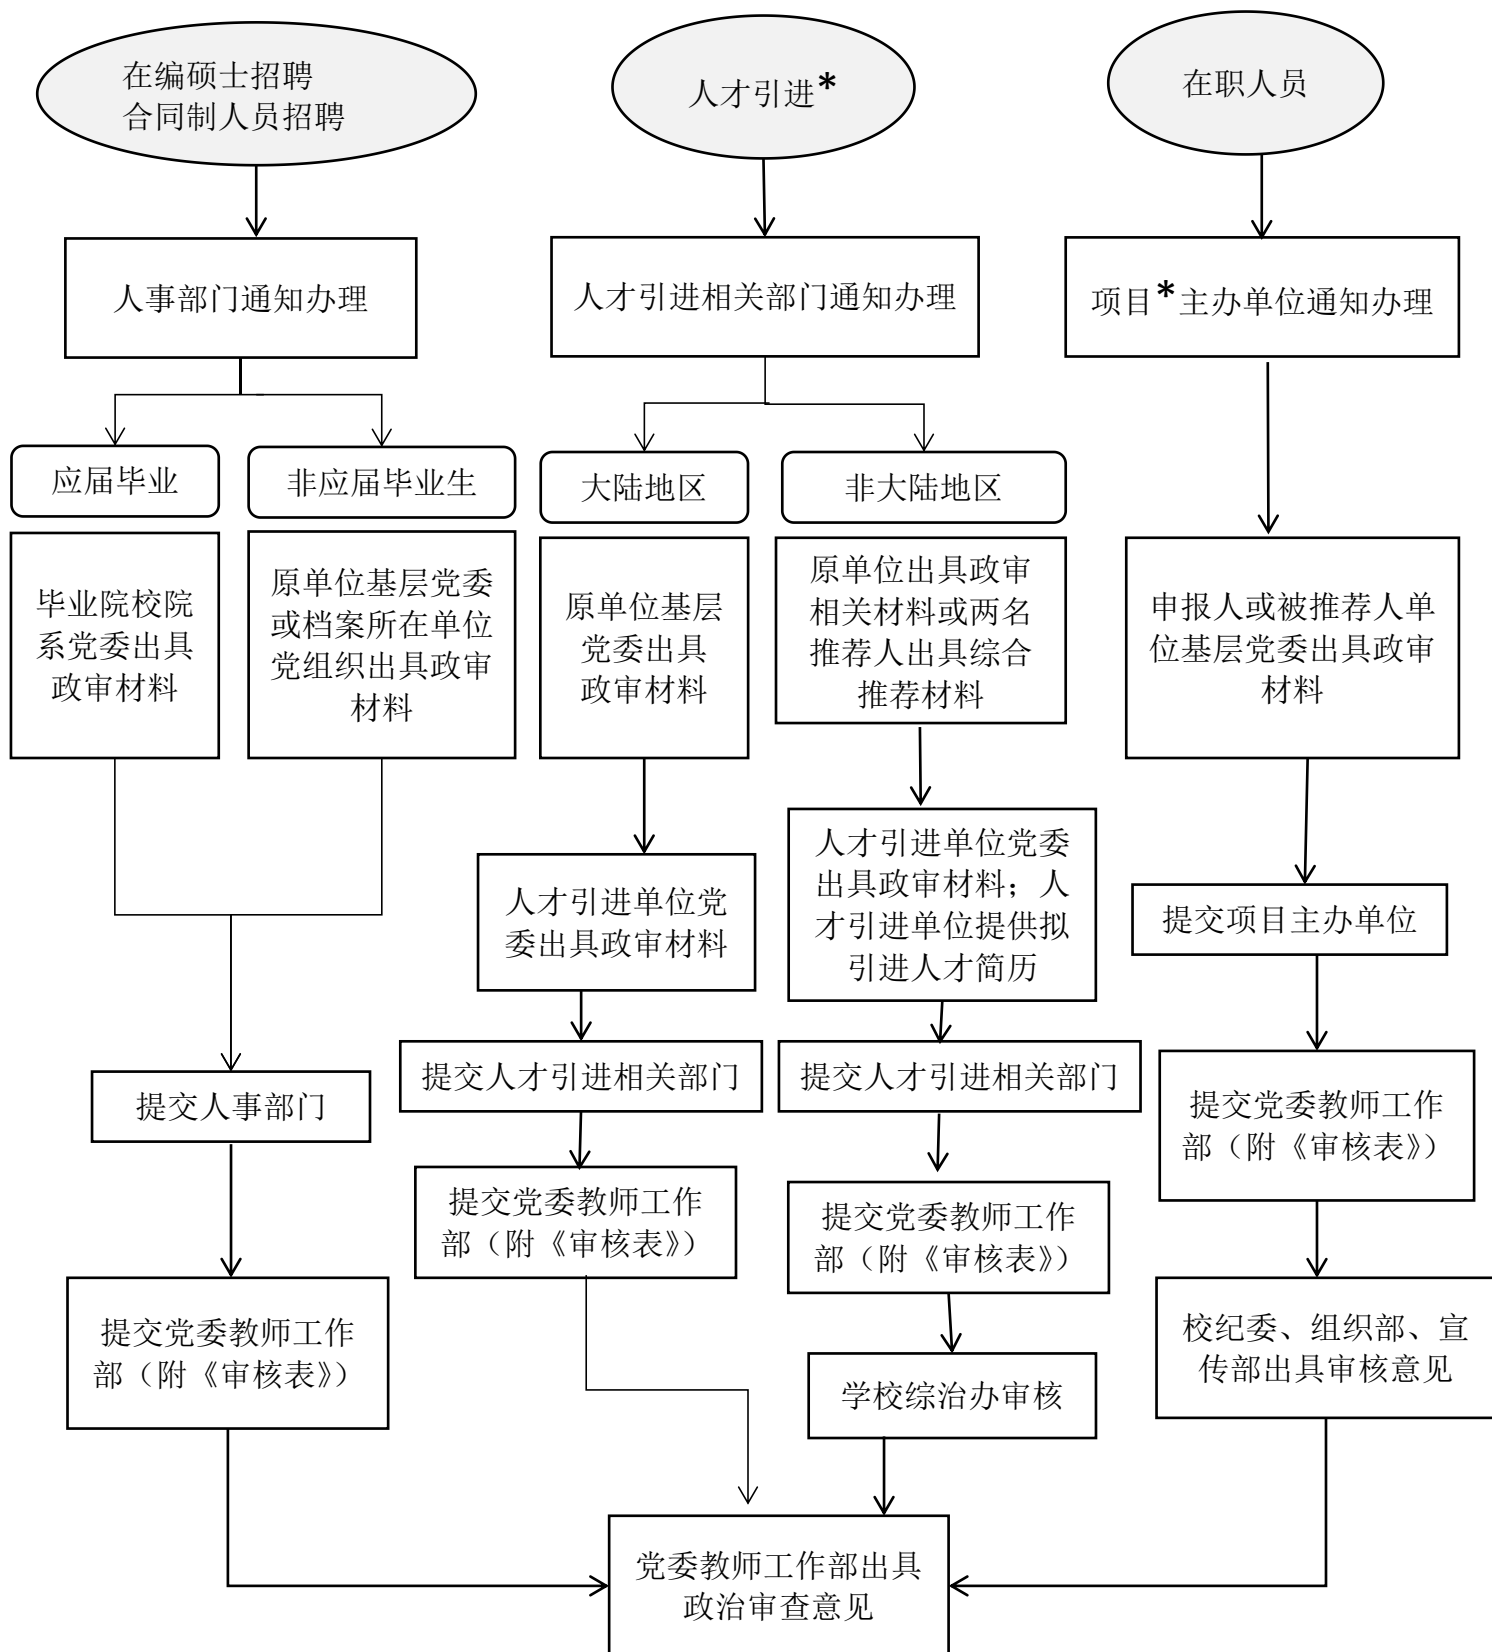 在编硕士招聘
合同制人员招聘
人才引进*
在职人员
人事部门通知办理
人才引进相关部门通知办理
项目*主办单位通知办理
应届毕业
非应届毕业生
大陆地区
非大陆地区
毕业院校院
系党委出具
政审材料
原单位基层党委
或档案所在单位
党组织出具政审
材料
原单位基层
党委出具
政审材料
原单位出具政审
相关材料或两名
推荐人出具综合
推荐材料
申报人或被推荐人单
位基层党委出具政审
材料
人才引进单位党
委出具政审材料
人才引进单位党委
出具政审材料；人
才引进单位提供拟
引进人才简历
提交项目主办单位
提交人事部门
提交人才引进相关部门
提交人才引进相关部门
提交党委教师工作
部（附《审核表》）
提交党委教师工作
部（附《审核表》）
提交党委教师工作
部（附《审核表》）
提交党委教师工作
部（附《审核表》）
学校综治办审核
校纪委、组织部、宣
传部出具审核意见
党委教师工作部出具
政治审查意见